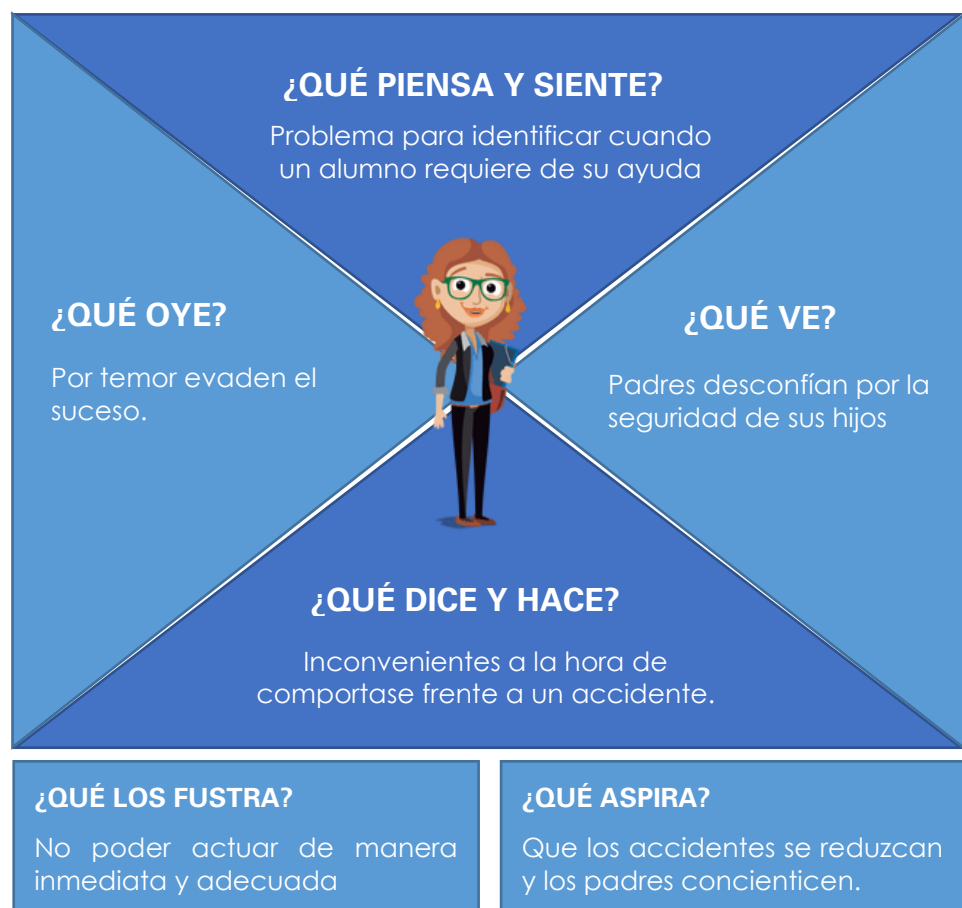 ¿QUÉ PIENSA Y SIENTE?
Problema para identificar cuando
un alumno requiere de su ayuda
¿QUÉ OYE?
Por temor evaden el
suceso.
¿QUÉ VE?
Padres desconfían por la
seguridad de sus hijos
¿QUÉ DICE Y HACE?
Inconvenientes a la hora de
comportase frente a un accidente.
¿QUÉ LOS FUSTRA?
No poder actuar de manera
inmediata y adecuada
¿QUÉ ASPIRA?
Que los accidentes se reduzcan
y los padres concienticen.